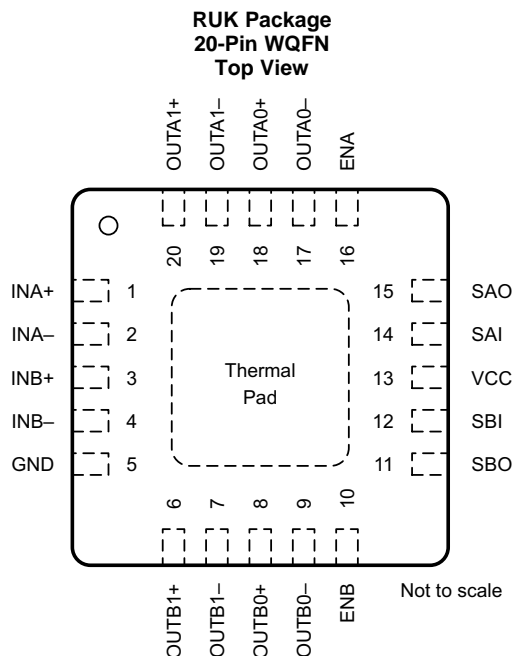 RUK Package
20-Pin WQFN
Top View
OUTA1+
OUTA1–
OUTA0+
OUTA0–
ENA
20
19
18
17
16
INA+ 1
INA– 2
INB+ 3
INB– 4
GND 5
Thermal
Pad
15 SAO
14 SAI
13 VCC
12 SBI
11 SBO
6
7
8
9
10
OUTB1+
OUTB1–
OUTB0+
OUTB0–
ENB
Not to scale